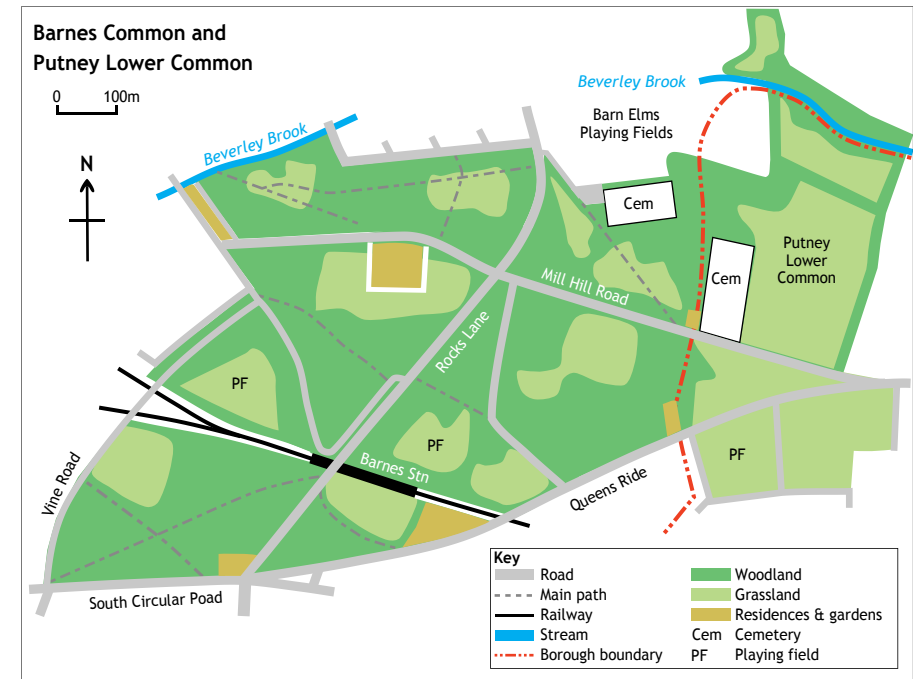 Barnes Common and
Putney Lower Common
0 100m
N
Beverley Brook
Beverley Brook
Barn Elms
Playing Fields
Cem
Cem
Putney
Lower
Common
Mill Hill Road
Rocks Lane
PF
PF
PF
Barnes Stn
Vine Road
Queens Ride
South Circular Poad
Key
Road
Main path
Railway
Stream
Borough boundary
Woodland
Grassland
Residences & gardens
Cem Cemetery
PF Playing field